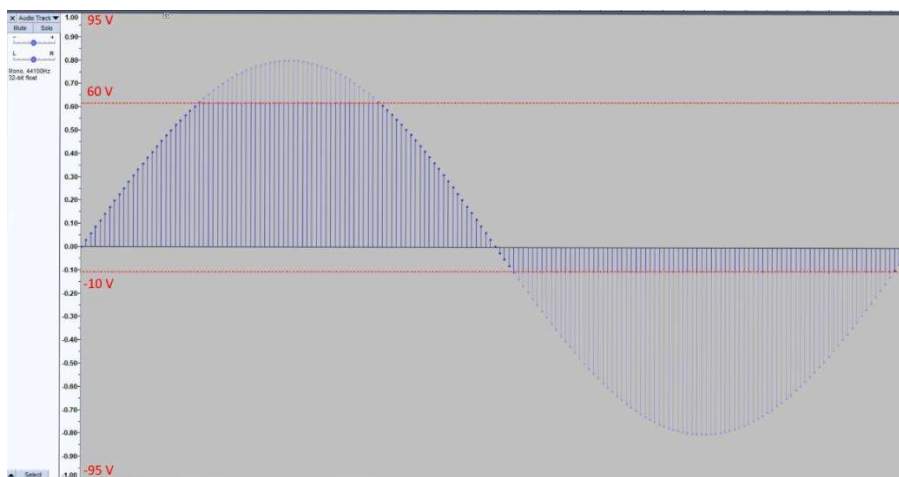 × Audio Track ▼
Mute Solo
- +
L R
Mono, 44100Hz
32-bit float
Select
1.00
0.90
0.80
0.70
0.60
0.50
0.40
0.30
0.20
0.10
0.00
-0.10
-0.20
-0.30
-0.40
-0.50
-0.60
-0.70
-0.80
-0.90
-1.00
95 V
60 V
-10 V
-95 V